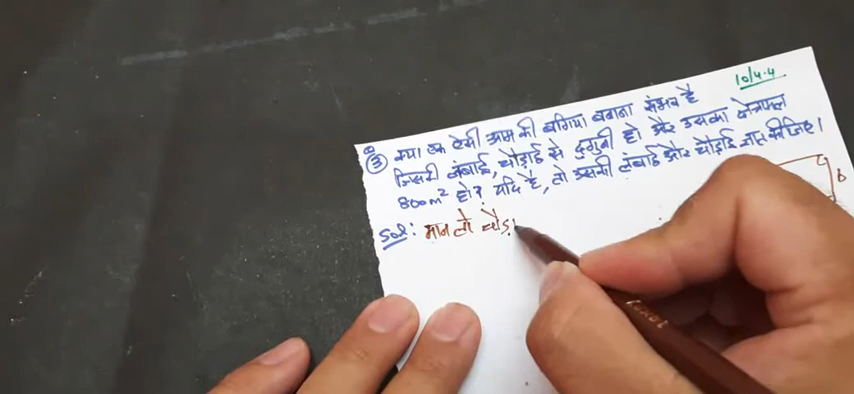 10/4.4
③ क्या एक ऐसी आम की बगिया बनाना संभव है
जिसकी लंबाई, चौड़ाई से दुगुनी हो और उसका क्षेत्रफल
800m² हो? यदि है, तो उसकी लंबाई और चौड़ाई ज्ञात कीजिए।
Sol: मान लो चौड़ा
b